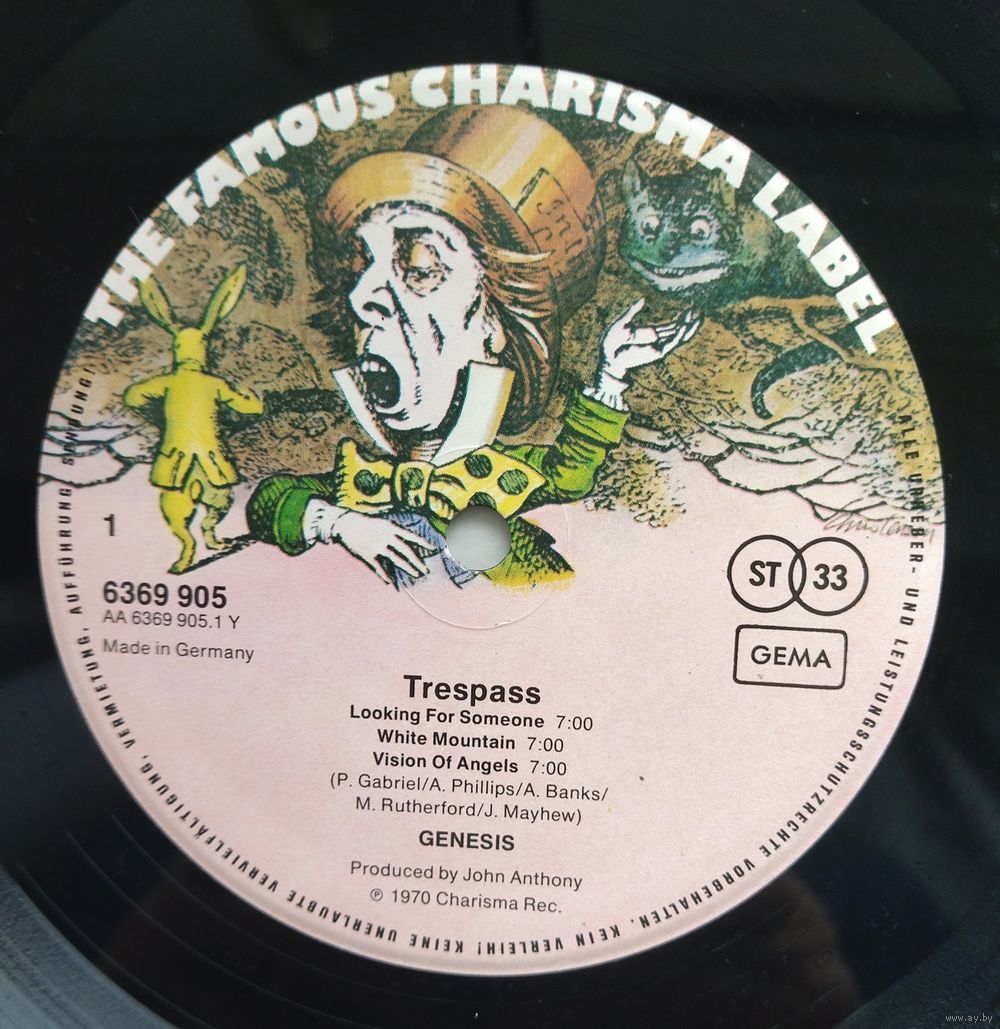 THE FAMOUS CHARISMA LABEL
1
6369 905
AA 6369 905.1 Y
Made in Germany
ST 33
GEMA
Trespass
Looking For Someone 7:00
White Mountain 7:00
Vision Of Angels 7:00
(P. Gabriel/A. Phillips/A. Banks/
M. Rutherford/J. Mayhew)
GENESIS
Produced by John Anthony
℗ 1970 Charisma Rec.
ALLE URHEBER- UND LEISTUNGSSCHUTZRECHTE VORBEHALTEN. KEIN VERLEIH! KEINE UNERLAUBTE VERVIELFÄLTIGUNG, VERMIETUNG, AUFFÜHRUNG, SENDUNG!
www.ay.by